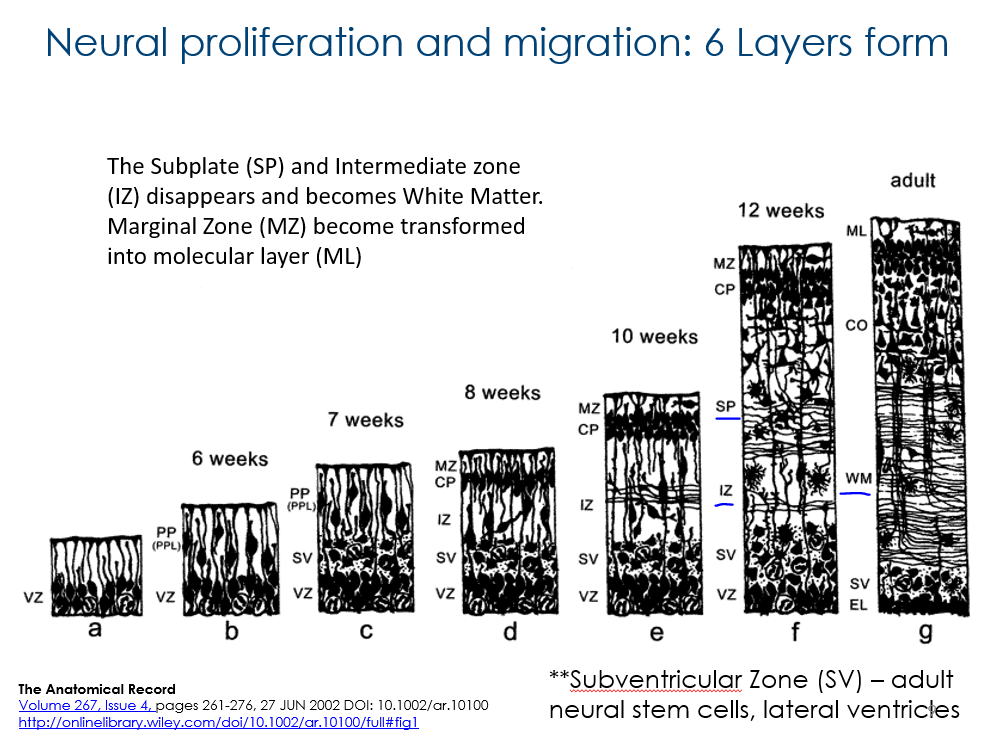 Neural proliferation and migration: 6 Layers form
The Subplate (SP) and Intermediate zone
(IZ) disappears and becomes White Matter.
Marginal Zone (MZ) become transformed
into molecular layer (ML)
VZ
a
6 weeks
PP
(PPL)
VZ
b
7 weeks
PP
(PPL)
SV
VZ
c
8 weeks
MZ
CP
IZ
SV
VZ
d
10 weeks
MZ
CP
IZ
SV
VZ
e
12 weeks
MZ
CP
SP
IZ
SV
VZ
f
adult
ML
CO
WM
SV
EL
g
The Anatomical Record
Volume 267, Issue 4, pages 261-276, 27 JUN 2002 DOI: 10.1002/ar.10100
http://onlinelibrary.wiley.com/doi/10.1002/ar.10100/full#fig1
**Subventricular Zone (SV) – adult
neural stem cells, lateral ventricles